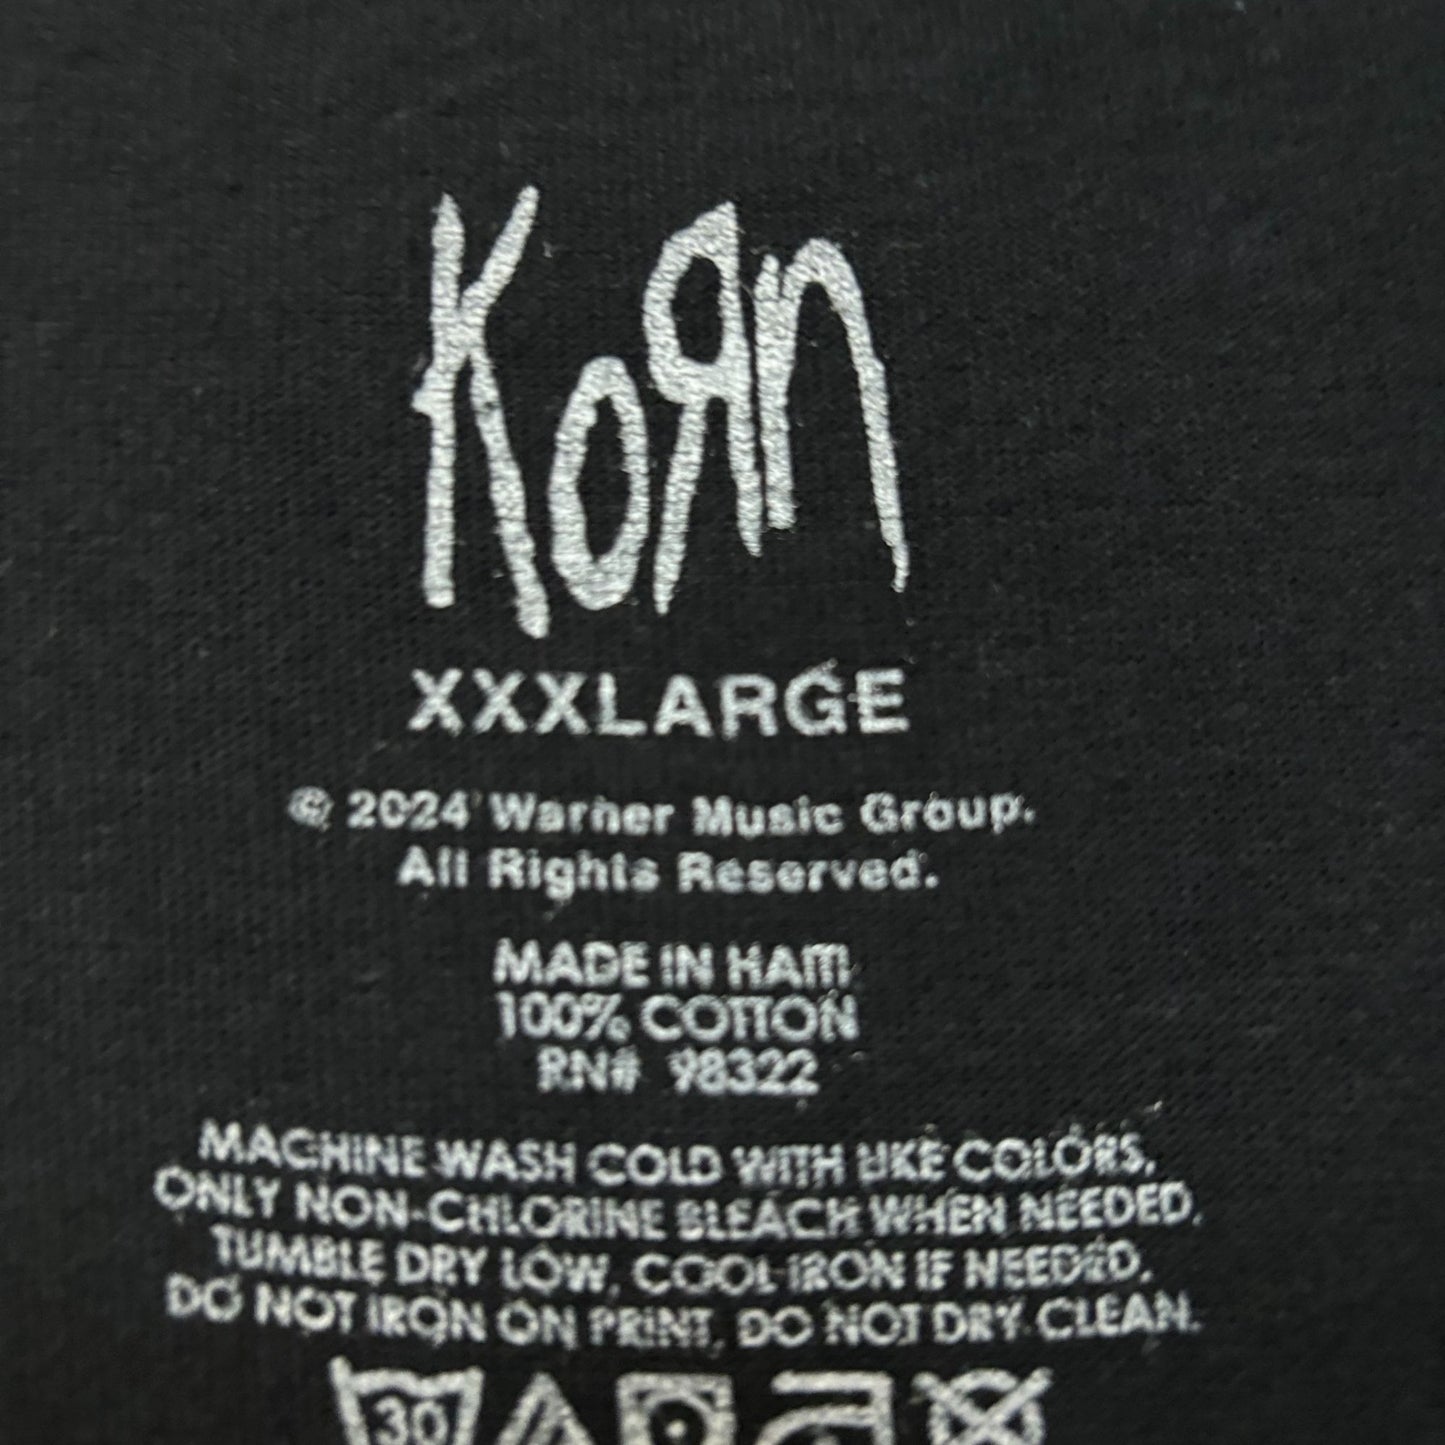 KoЯn
XXXLARGE
© 2024 Warner Music Group.
All Rights Reserved.
MADE IN HAITI
100% COTTON
RN# 98322
MACHINE WASH COLD WITH LIKE COLORS.
ONLY NON-CHLORINE BLEACH WHEN NEEDED.
TUMBLE DRY LOW, COOL IRON IF NEEDED.
DO NOT IRON ON PRINT, DO NOT DRY CLEAN.
30